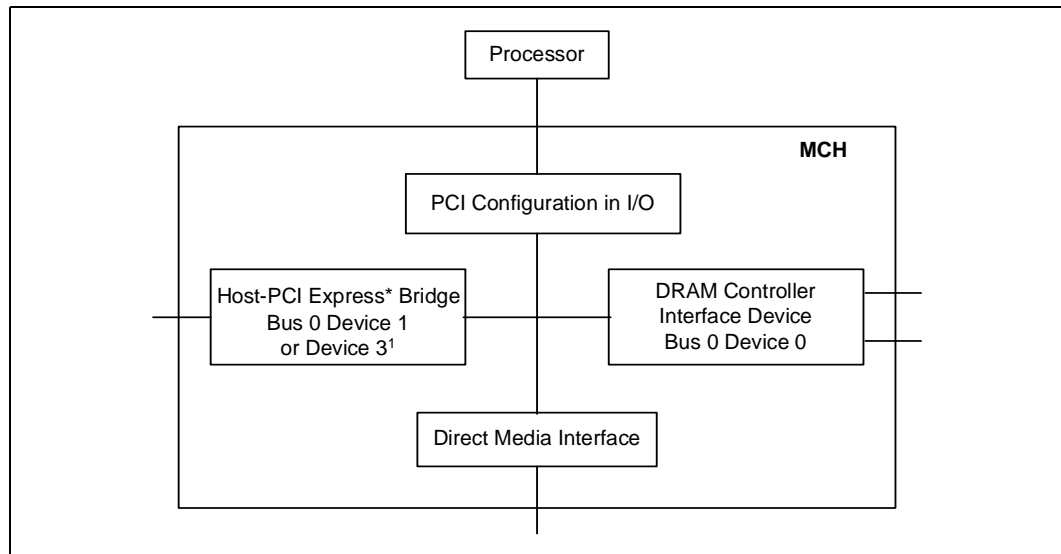 Processor
MCH
PCI Configuration in I/O
Host-PCI Express* Bridge
Bus 0 Device 1
or Device 3¹
DRAM Controller
Interface Device
Bus 0 Device 0
Direct Media Interface